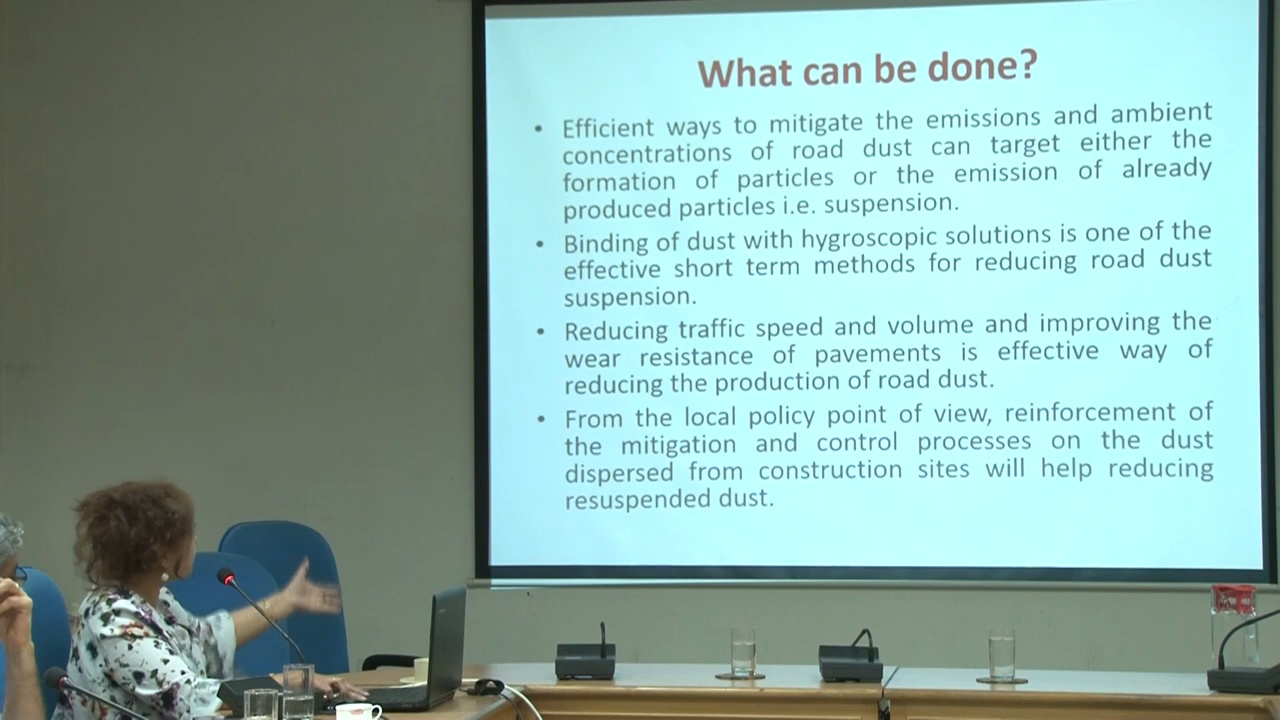 What can be done?
• Efficient ways to mitigate the emissions and ambient
concentrations of road dust can target either the
formation of particles or the emission of already
produced particles i.e. suspension.
• Binding of dust with hygroscopic solutions is one of the
effective short term methods for reducing road dust
suspension.
• Reducing traffic speed and volume and improving the
wear resistance of pavements is effective way of
reducing the production of road dust.
• From the local policy point of view, reinforcement of
the mitigation and control processes on the dust
dispersed from construction sites will help reducing
resuspended dust.